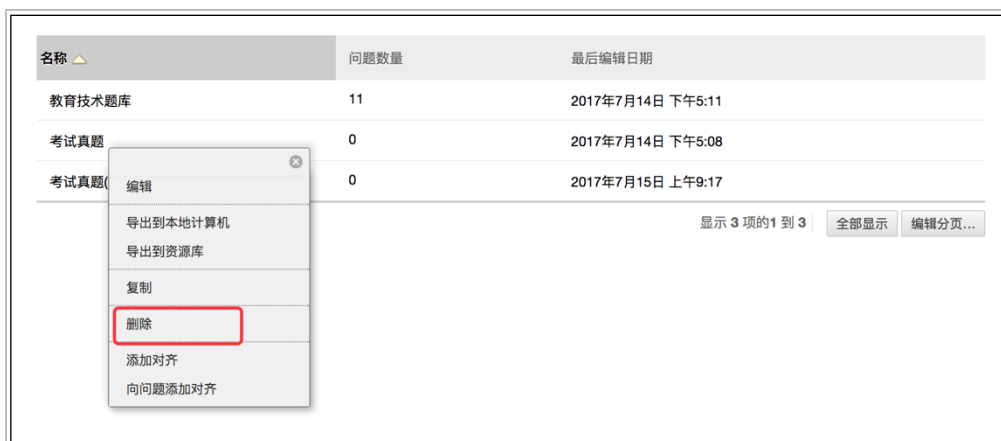 名称 问题数量 最后编辑日期
教育技术题库 11 2017年7月14日 下午5:11
考试真题 0 2017年7月14日 下午5:08
考试真题( 0 2017年7月15日 上午9:17
编辑
显示 3 项的1 到 3 全部显示 编辑分页...
导出到本地计算机
导出到资源库
复制
删除
添加对齐
向问题添加对齐